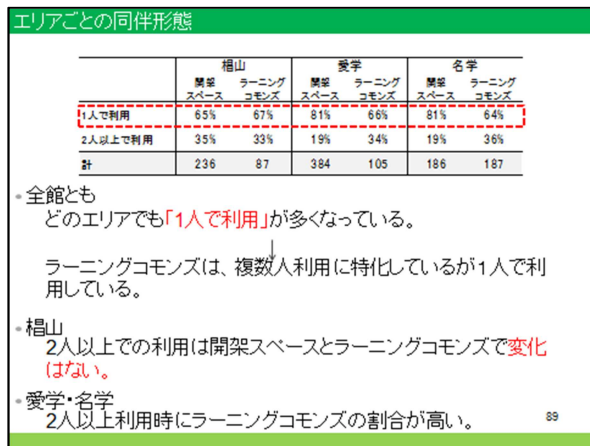 エリアごとの同伴形態
椙山 愛学 名学
開架スペース ラーニングコモンズ 開架スペース ラーニングコモンズ 開架スペース ラーニングコモンズ
1人で利用 65% 67% 81% 66% 81% 64%
2人以上で利用 35% 33% 19% 34% 19% 36%
計 236 87 384 105 186 187
•全館とも
どのエリアでも「1人で利用」が多くなっている。
↓
ラーニングコモンズは、複数人利用に特化しているが1人で利
用している。
•椙山
2人以上での利用は開架スペースとラーニングコモンズで変化
はない。
•愛学・名学
2人以上利用時にラーニングコモンズの割合が高い。
89